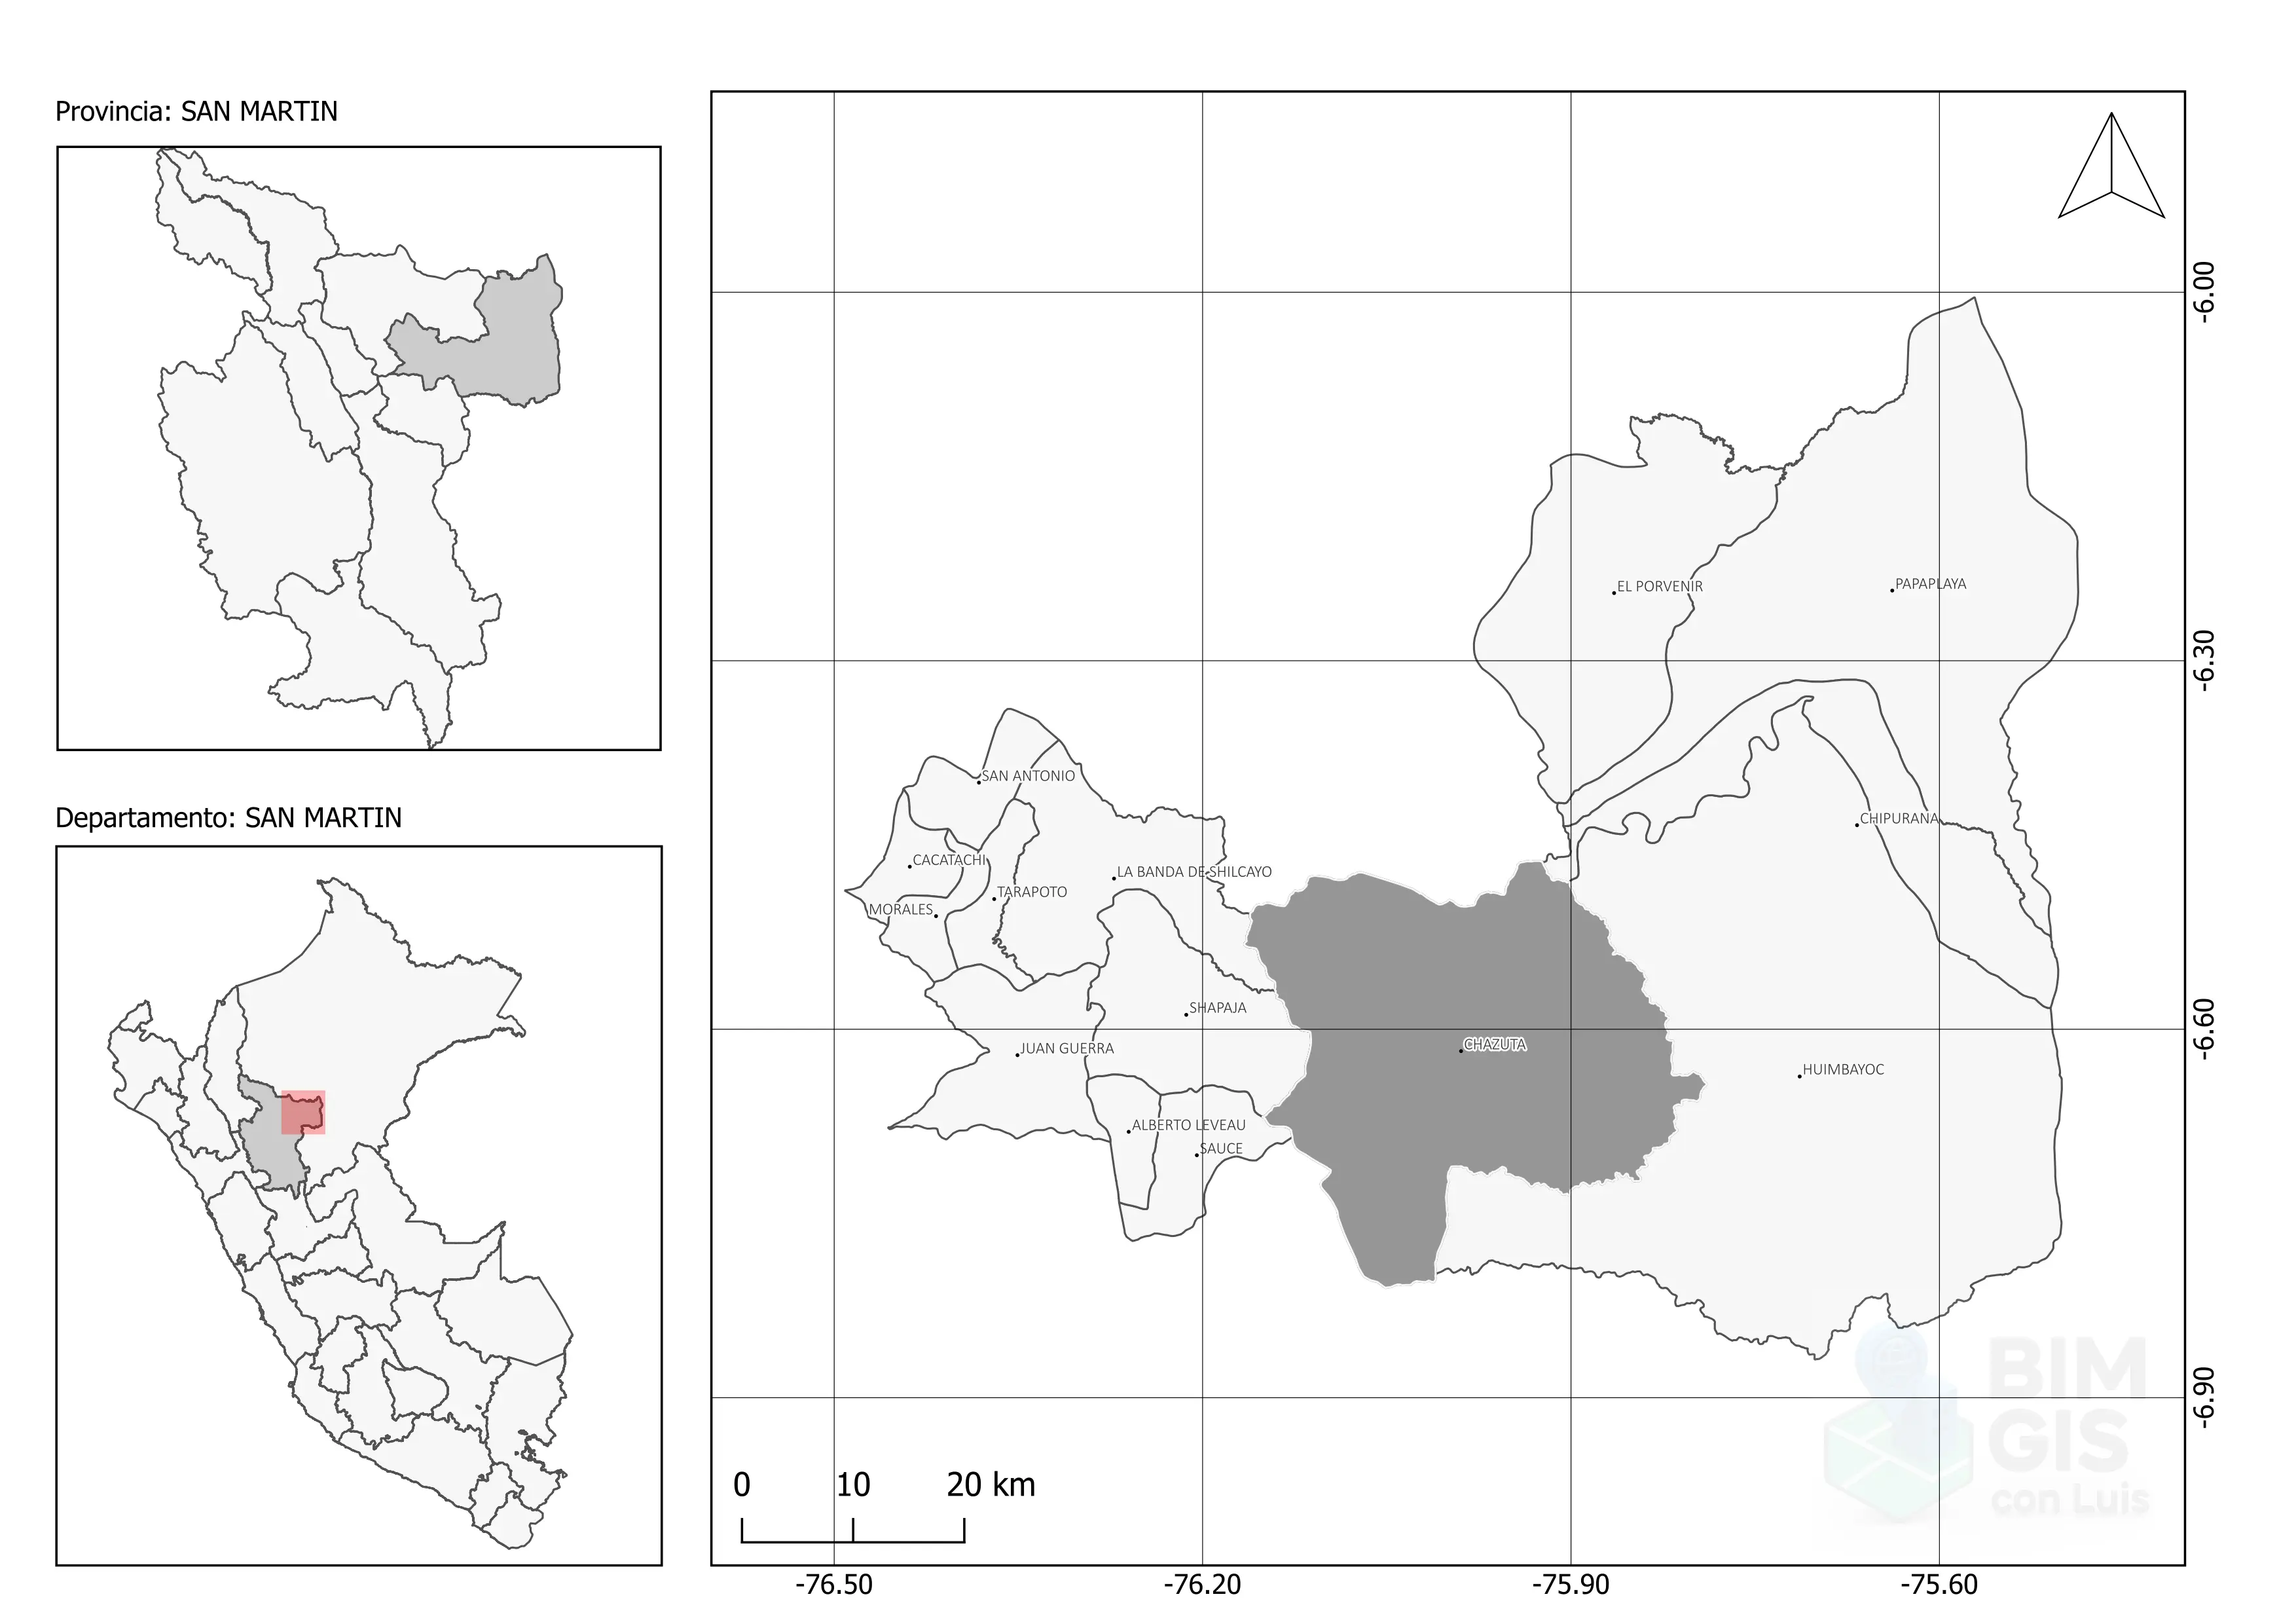 Provincia: SAN MARTIN
Departamento: SAN MARTIN
EL PORVENIR
PAPAPLAYA
SAN ANTONIO
CHIPURANA
CACATACHI
LA BANDA DE SHILCAYO
TARAPOTO
MORALES
SHAPAJA
JUAN GUERRA
CHAZUTA
HUIMBAYOC
ALBERTO LEVEAU
SAUCE
-6.00
-6.30
-6.60
-6.90
BIM
GIS
con Luis
0 10 20 km
-76.50 -76.20 -75.90 -75.60